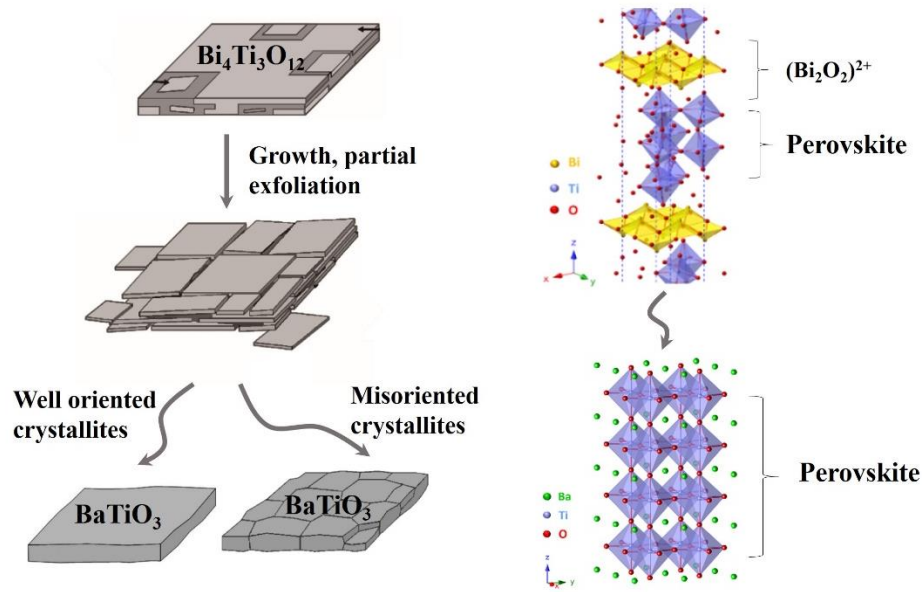 Bi₄Ti₃O₁₂
Growth, partial
exfoliation
Well oriented
crystallites
Misoriented
crystallites
BaTiO₃
BaTiO₃
(Bi₂O₂)²⁺
Perovskite
Bi
Ti
O
z
x
y
Perovskite
Ba
Ti
O
z
x
y